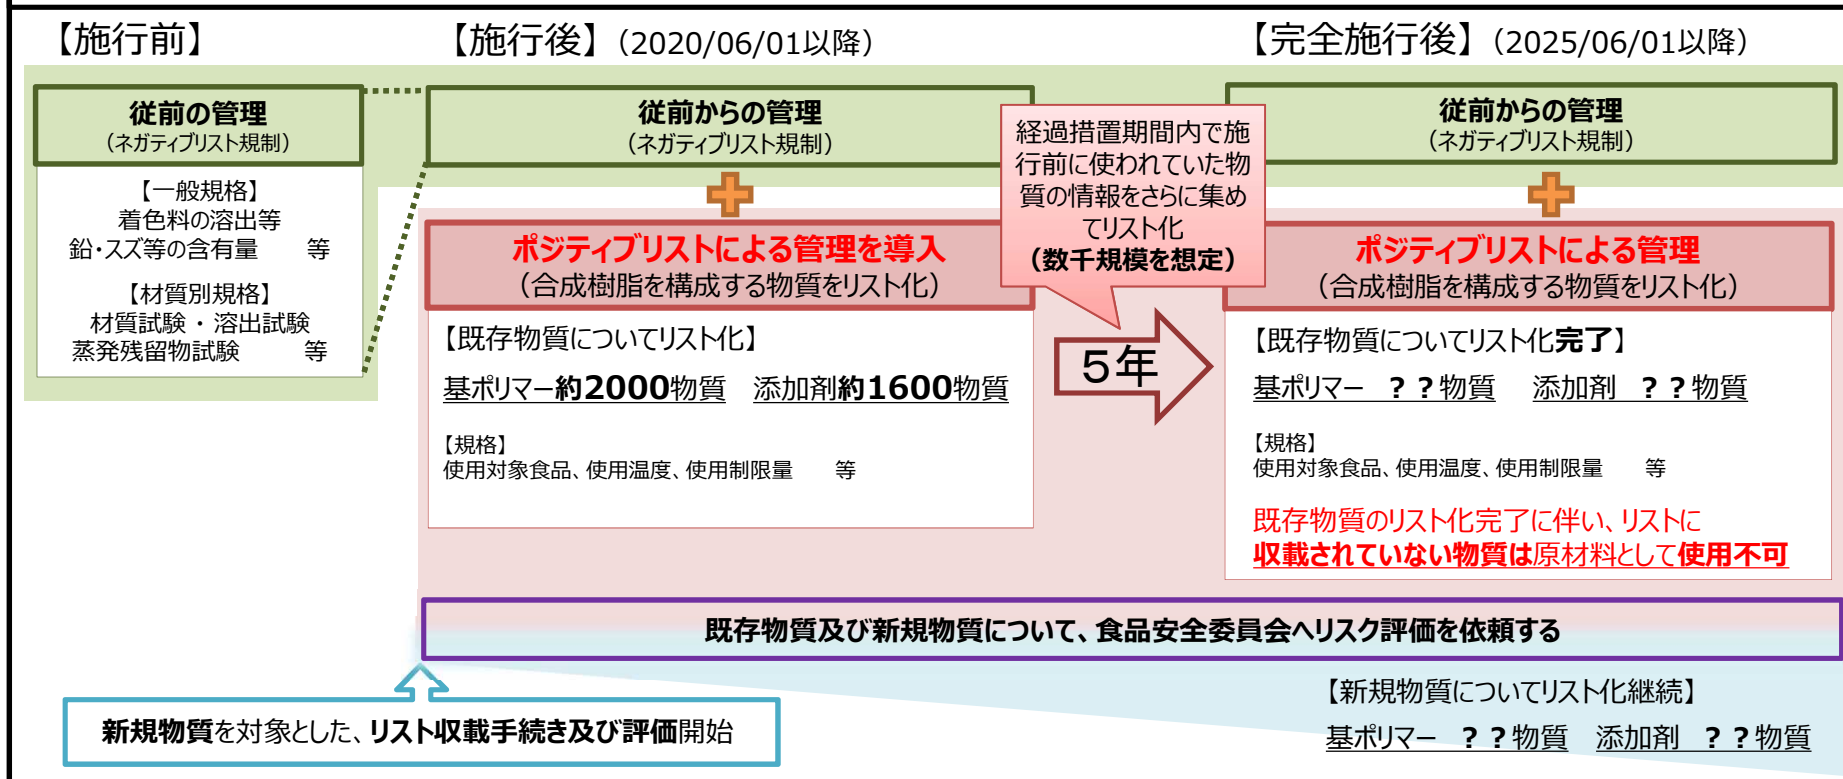 【施行前】
従前の管理
（ネガティブリスト規制）
【一般規格】
着色料の溶出等
鉛・スズ等の含有量　　等
【材質別規格】
材質試験 ・ 溶出試験
蒸発残留物試験　　　等
【施行後】（2020/06/01以降）
従前からの管理
（ネガティブリスト規制）
ポジティブリストによる管理を導入
（合成樹脂を構成する物質をリスト化）
【既存物質についてリスト化】
基ポリマー約2000物質　添加剤約1600物質
【規格】
使用対象食品、使用温度、使用制限量　　等
経過措置期間内で施
行前に使われていた物
質の情報をさらに集め
てリスト化
（数千規模を想定）
５年
【完全施行後】（2025/06/01以降）
従前からの管理
（ネガティブリスト規制）
ポジティブリストによる管理
（合成樹脂を構成する物質をリスト化）
【既存物質についてリスト化完了】
基ポリマー　？？物質　　添加剤　？？物質
【規格】
使用対象食品、使用温度、使用制限量　　等
既存物質のリスト化完了に伴い、リストに
収載されていない物質は原材料として使用不可
既存物質及び新規物質について、食品安全委員会へリスク評価を依頼する
新規物質を対象とした、リスト収載手続き及び評価開始
【新規物質についてリスト化継続】
基ポリマー　？？物質　添加剤　？？物質